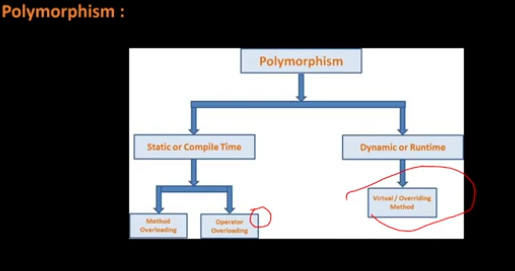 Polymorphism :
Polymorphism
Static or Compile Time
Dynamic or Runtime
Method
Overloading
Operator
Overloading
Virtual / Overriding
Method